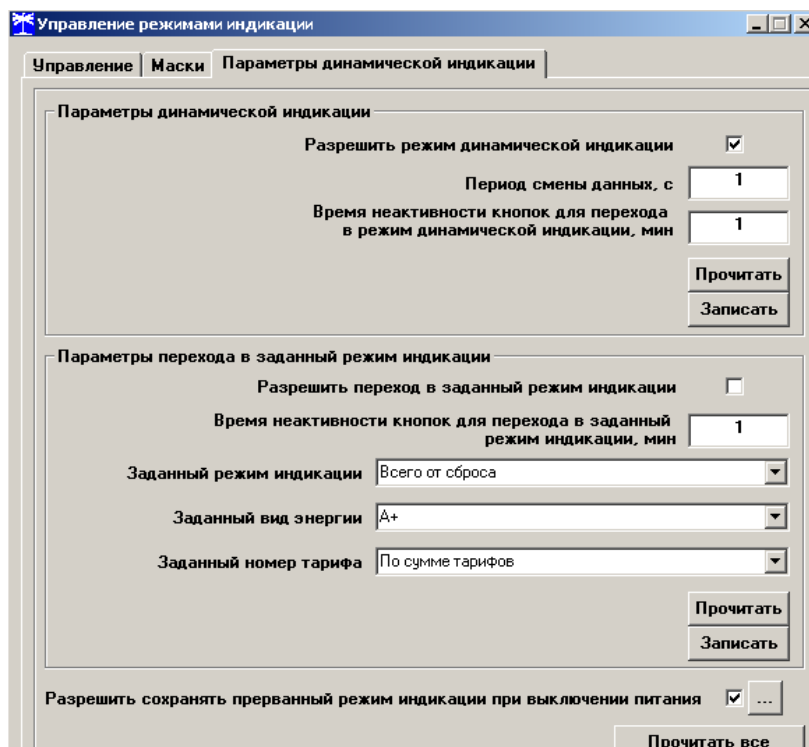 Управление режимами индикации
Управление Маски Параметры динамической индикации
Параметры динамической индикации
Разрешить режим динамической индикации
Период смены данных, с 1
Время неактивности кнопок для перехода
в режим динамической индикации, мин 1
Прочитать
Записать
Параметры перехода в заданный режим индикации
Разрешить переход в заданный режим индикации
Время неактивности кнопок для перехода в заданный
режим индикации, мин 1
Заданный режим индикации Всего от сброса
Заданный вид энергии А+
Заданный номер тарифа По сумме тарифов
Прочитать
Записать
Разрешить сохранять прерванный режим индикации при выключении питания ...
Прочитать все